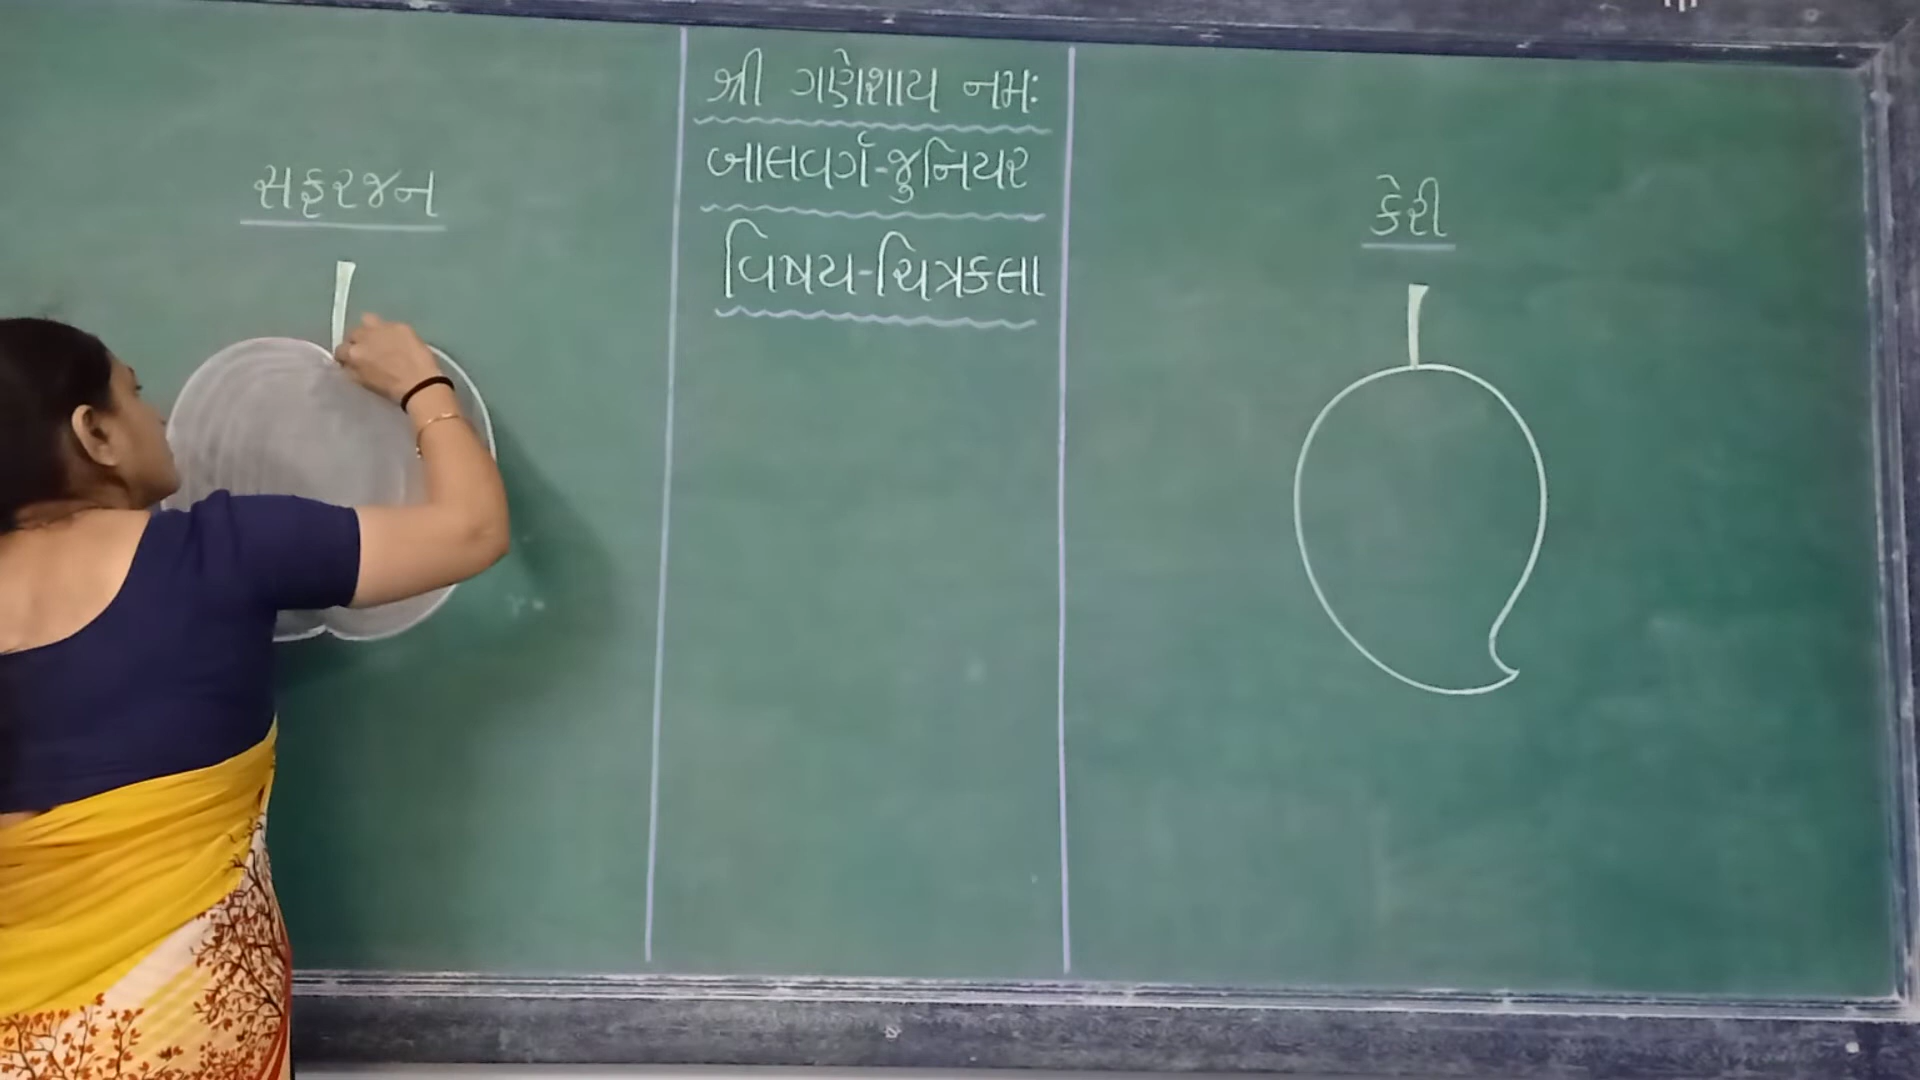 સફરજન
શ્રી ગણેશાય નમઃ
બાલવર્ગ-જુનિયર
વિષય-ચિત્રકલા
કેરી